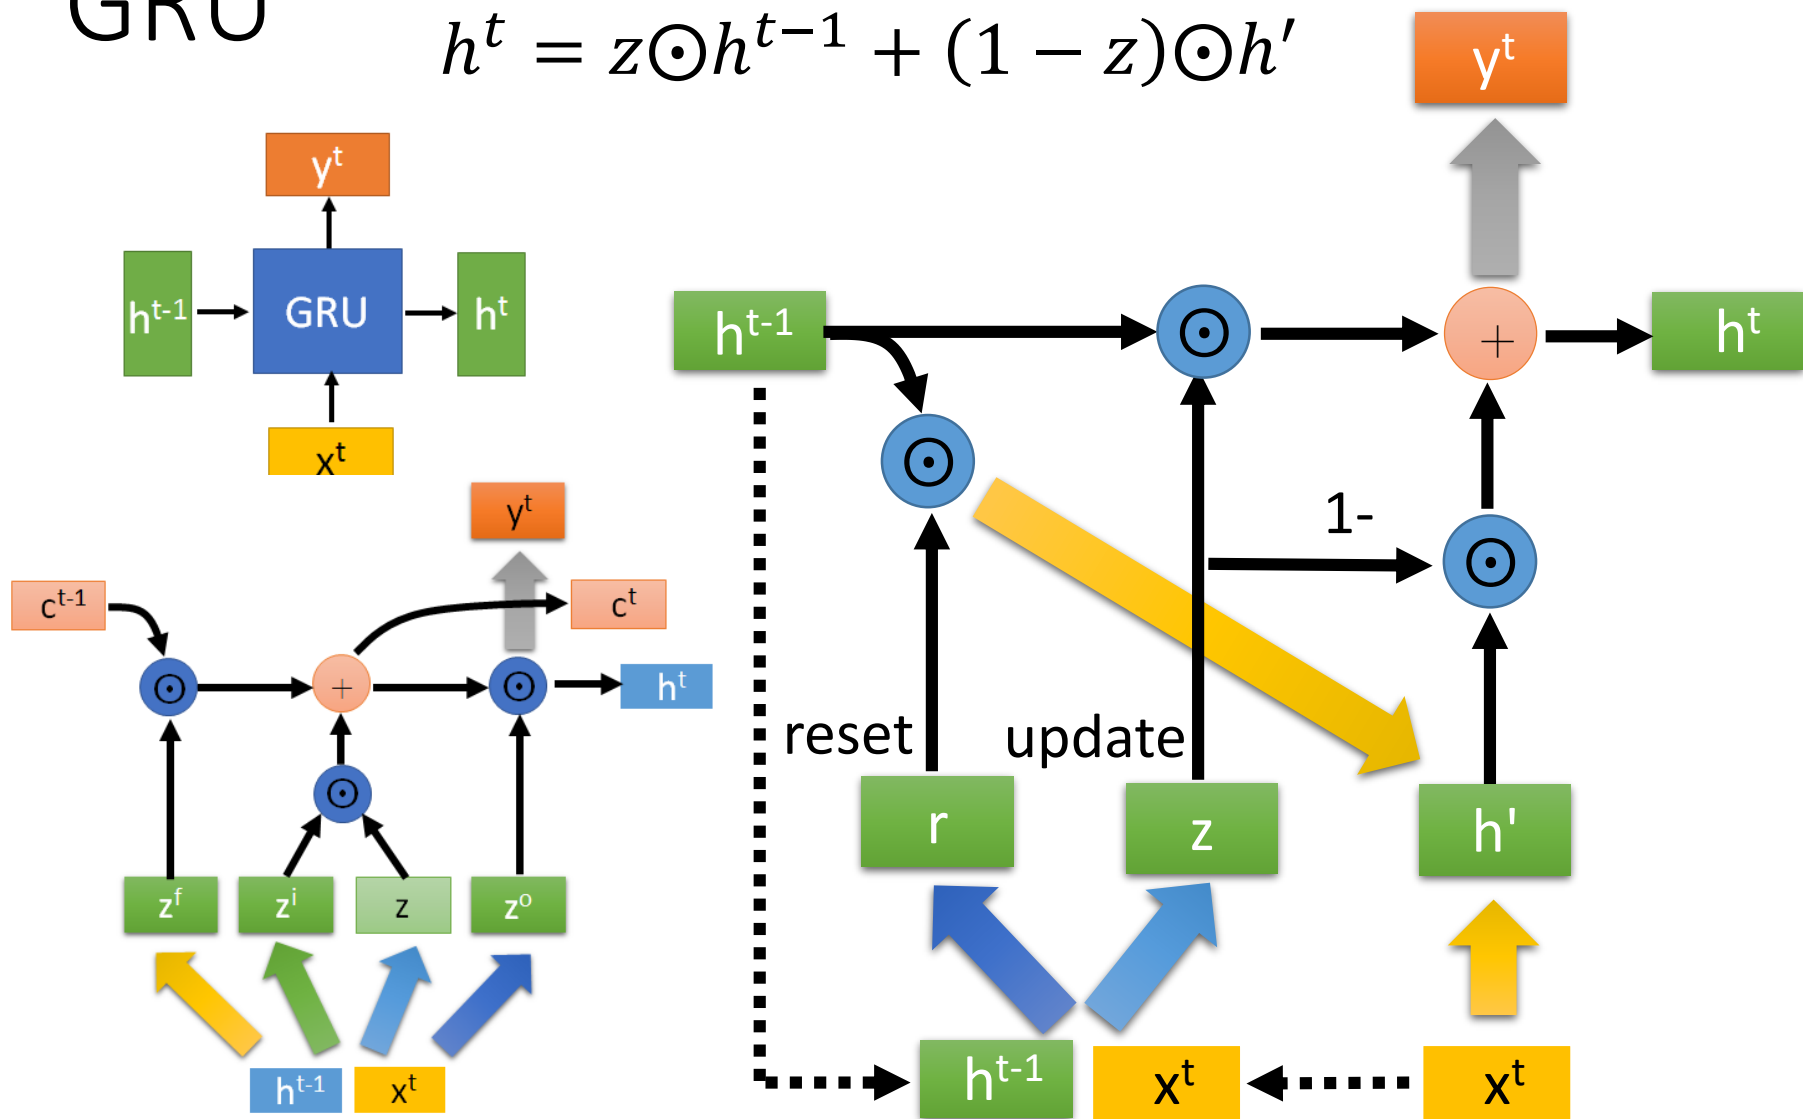 GRU
h^t = z⊙h^{t-1} + (1 − z)⊙h′
y^t
h^{t-1}
GRU
h^t
x^t
y^t
c^{t-1}
c^t
+
h^t
z^f
z^i
z
z^o
h^{t-1}
x^t
y^t
h^{t-1}
+
h^t
1-
reset
update
r
z
h'
h^{t-1}
x^t
x^t